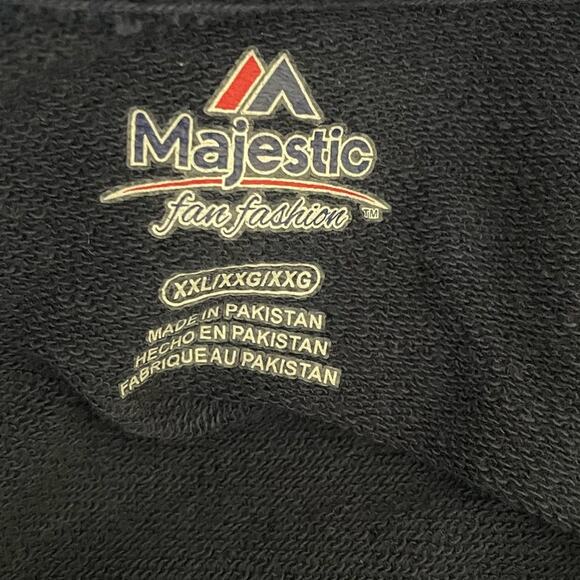 Majestic
fan fashion TM
XXL/XXG/XXG
MADE IN PAKISTAN
HECHO EN PAKISTAN
FABRIQUE AU PAKISTAN